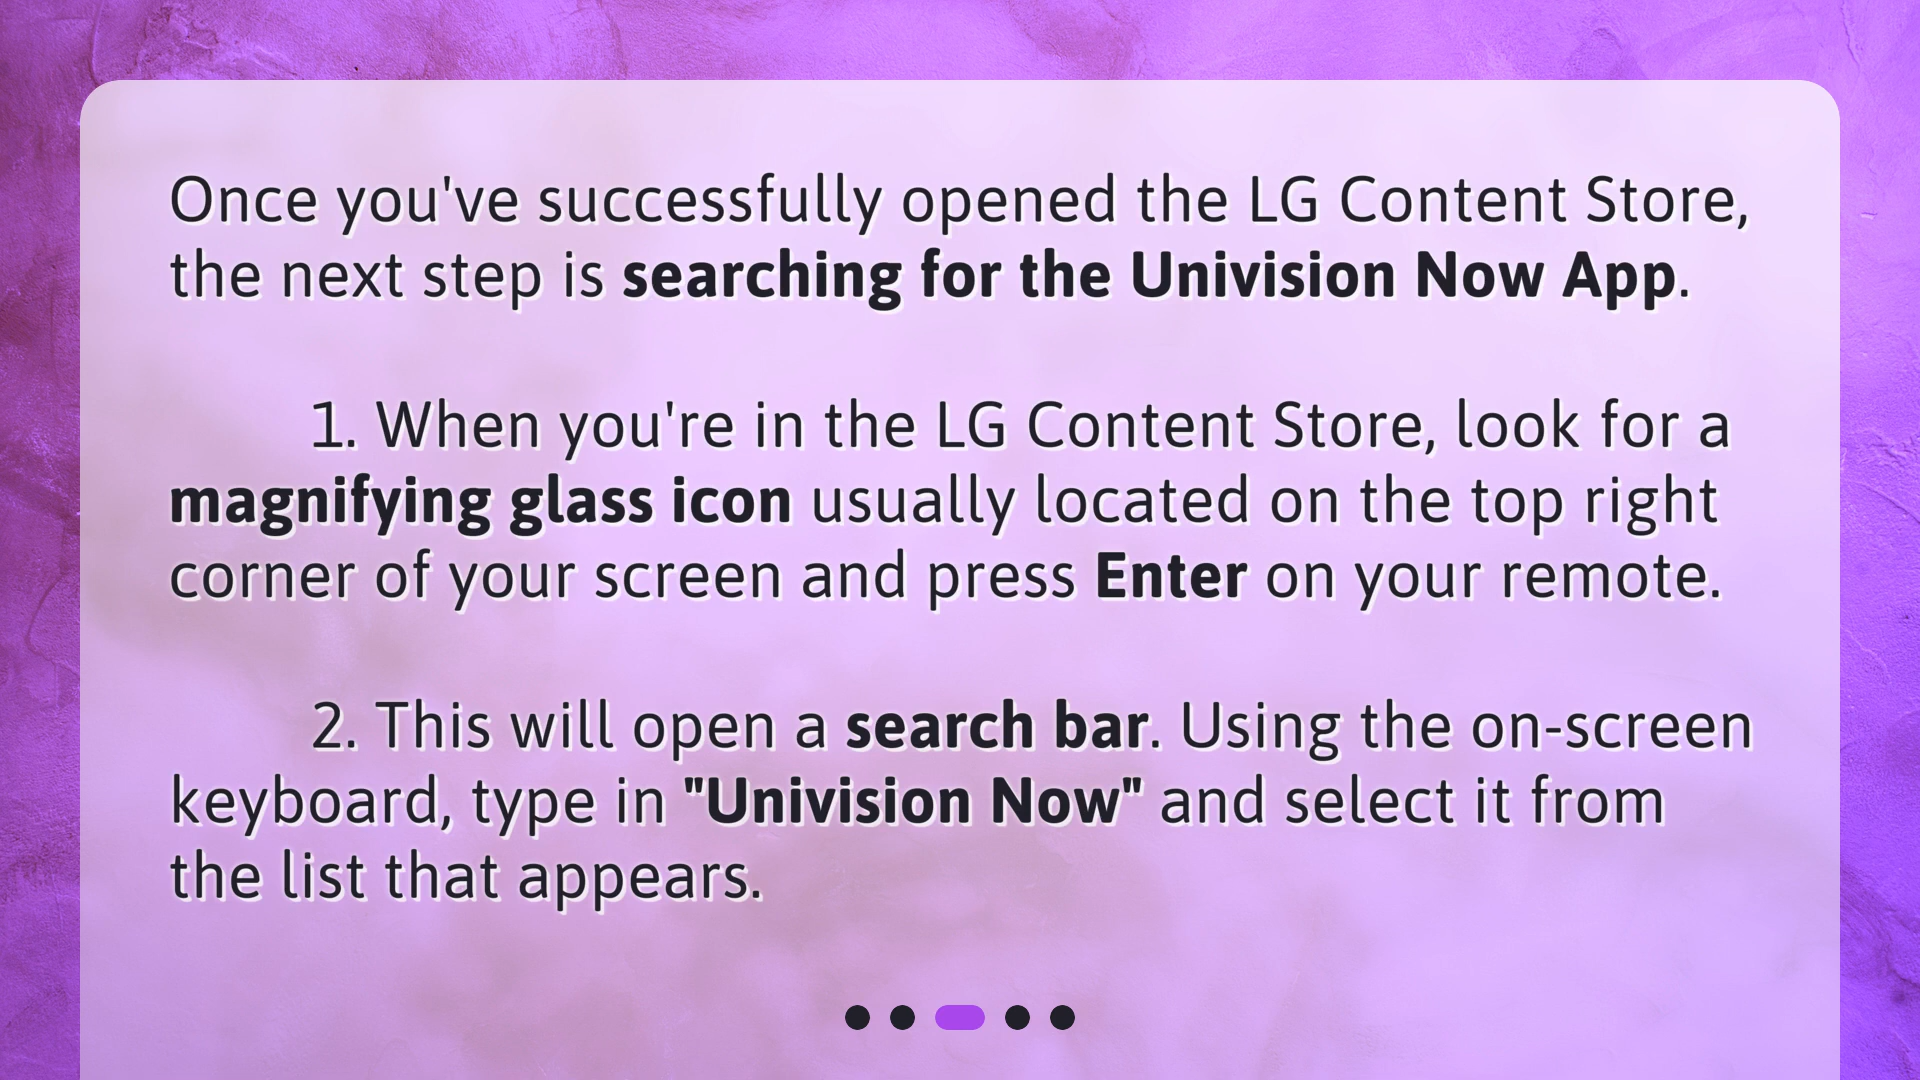 Once you've successfully opened the LG Content Store,
the next step is searching for the Univision Now App.
1. When you're in the LG Content Store, look for a
magnifying glass icon usually located on the top right
corner of your screen and press Enter on your remote.
2. This will open a search bar. Using the on-screen
keyboard, type in "Univision Now" and select it from
the list that appears.